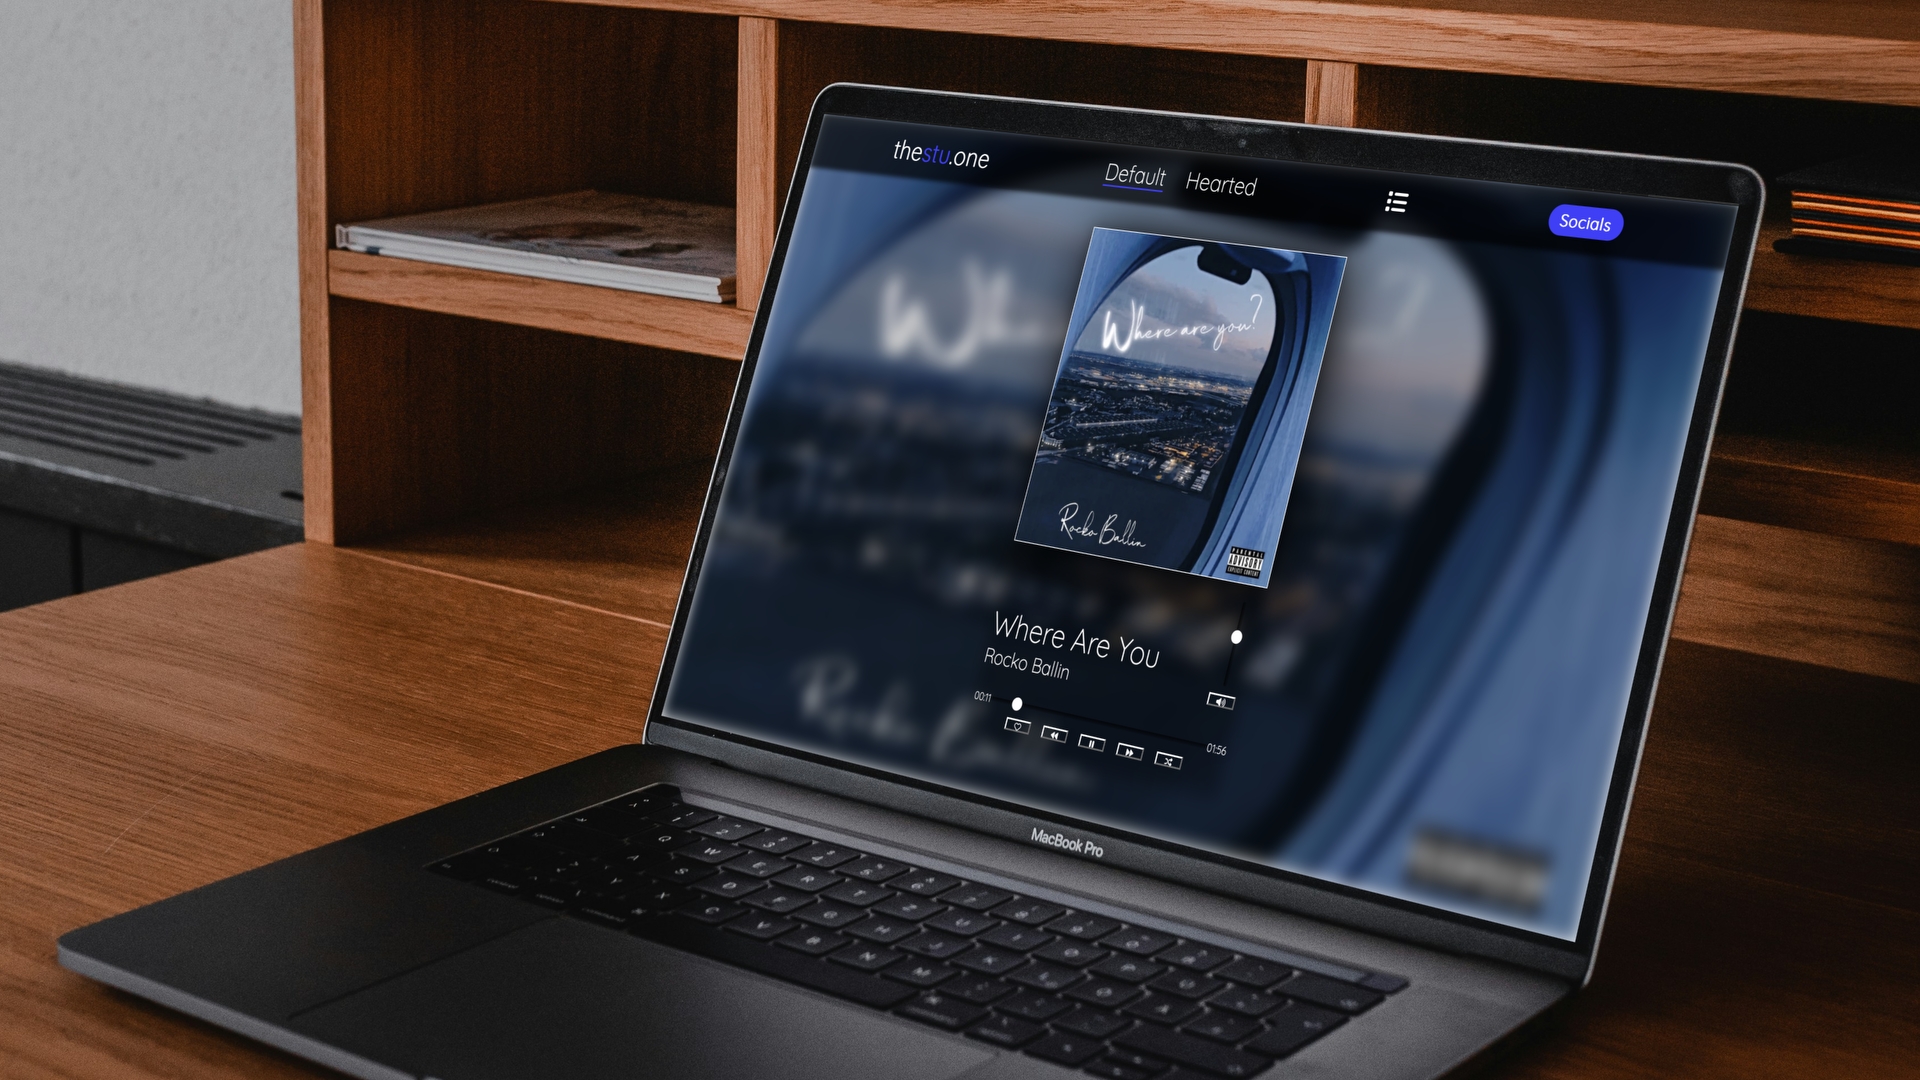 thestu.one
Default Hearted
Socials
Where are you?
Rocko Ballin
PARENTAL
ADVISORY
EXPLICIT CONTENT
Where Are You
Rocko Ballin
00:11
01:56
MacBook Pro
Q W E R T Z U I O P
A S D F G H J K L
Y X C V B N M